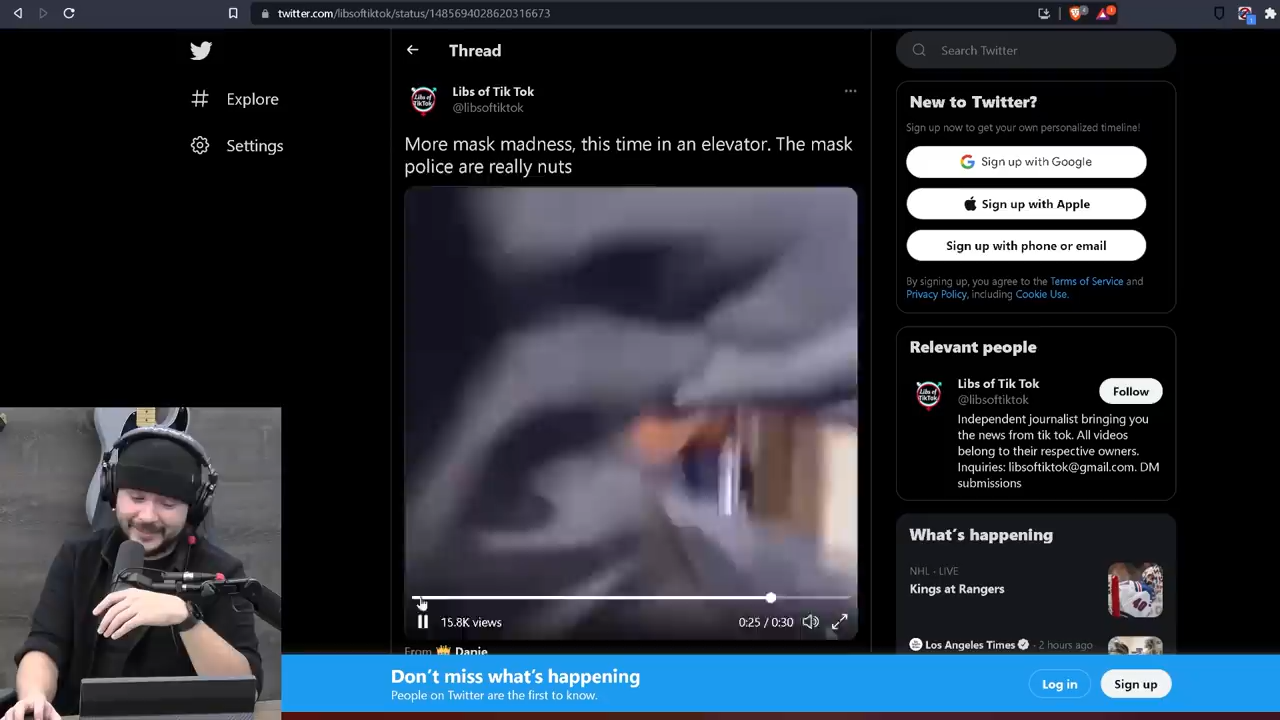 twitter.com/libsoftiktok/status/1485694028620316673
Explore
Settings
Thread
Libs of Tik Tok
@libsoftiktok
More mask madness, this time in an elevator. The mask
police are really nuts
15.8K views
0:25 / 0:30
From 👑 Danie
Search Twitter
New to Twitter?
Sign up now to get your own personalized timeline!
Sign up with Google
Sign up with Apple
Sign up with phone or email
By signing up, you agree to the Terms of Service and
Privacy Policy, including Cookie Use.
Relevant people
Libs of Tik Tok
@libsoftiktok
Follow
Independent journalist bringing you
the news from tik tok. All videos
belong to their respective owners.
Inquiries: libsoftiktok@gmail.com. DM
submissions
What's happening
NHL · LIVE
Kings at Rangers
Los Angeles Times · 2 hours ago
Don't miss what's happening
People on Twitter are the first to know.
Log in
Sign up